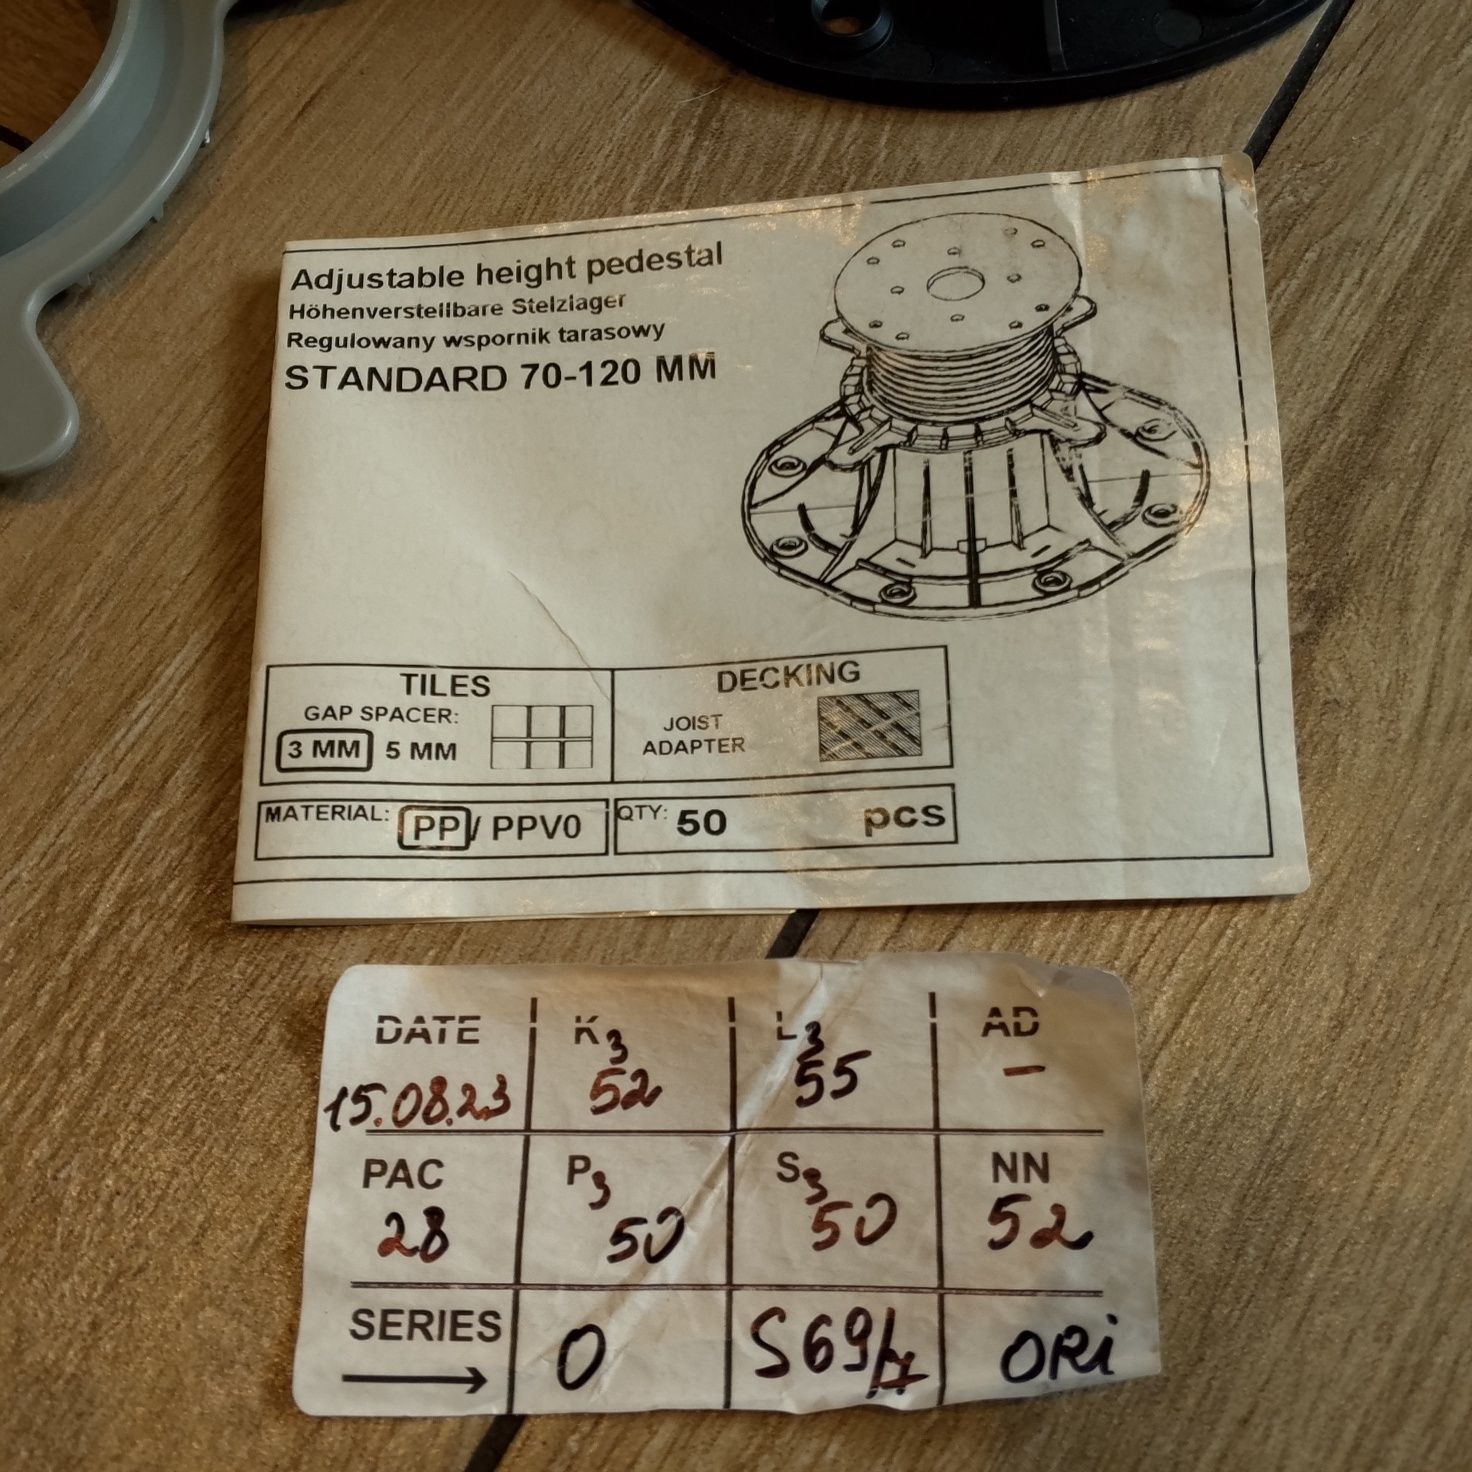 Adjustable height pedestal
Höhenverstellbare Stelzlager
Regulowany wspornik tarasowy
STANDARD 70-120 MM
TILES
GAP SPACER:
3 MM 5 MM
DECKING
JOIST
ADAPTER
MATERIAL: PP / PPV0
QTY: 50 pcs
DATE K3 L3 AD
15.08.23 52 55 –
PAC P3 S3 NN
28 50 50 52
SERIES 0 ORi
→